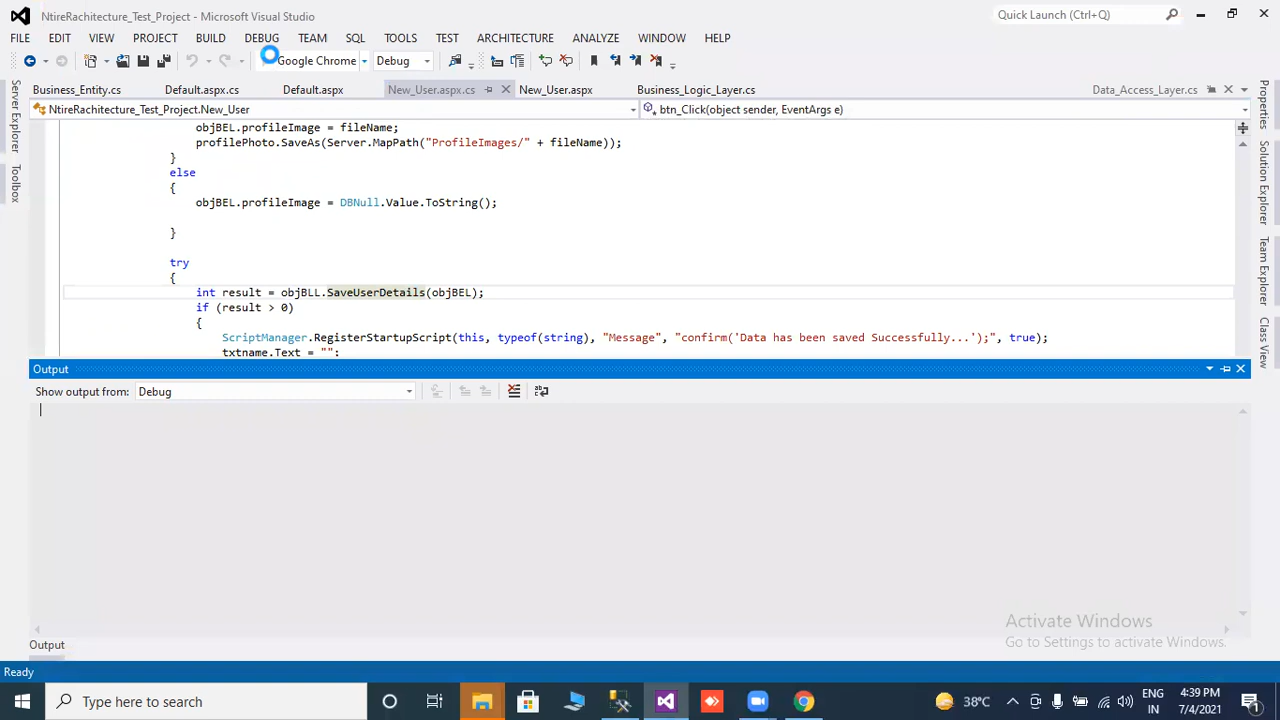 NtireRachitecture_Test_Project - Microsoft Visual Studio
Quick Launch (Ctrl+Q)
FILE EDIT VIEW PROJECT BUILD DEBUG TEAM SQL TOOLS TEST ARCHITECTURE ANALYZE WINDOW HELP
Google Chrome Debug
Business_Entity.cs Default.aspx.cs Default.aspx New_User.aspx.cs New_User.aspx Business_Logic_Layer.cs Data_Access_Layer.cs
NtireRachitecture_Test_Project.New_User btn_Click(object sender, EventArgs e)
Server Explorer
Toolbox
objBEL.profileImage = fileName;
profilePhoto.SaveAs(Server.MapPath("ProfileImages/" + fileName));
}
else
{
objBEL.profileImage = DBNull.Value.ToString();
}
try
{
int result = objBLL.SaveUserDetails(objBEL);
if (result > 0)
{
ScriptManager.RegisterStartupScript(this, typeof(string), "Message", "confirm('Data has been saved Successfully...');", true);
txtname.Text = "";
Properties
Solution Explorer
Team Explorer
Class View
Output
Show output from: Debug
Activate Windows
Go to Settings to activate Windows.
Output
Ready
Type here to search
38°C
ENG
IN
4:39 PM
7/4/2021
1